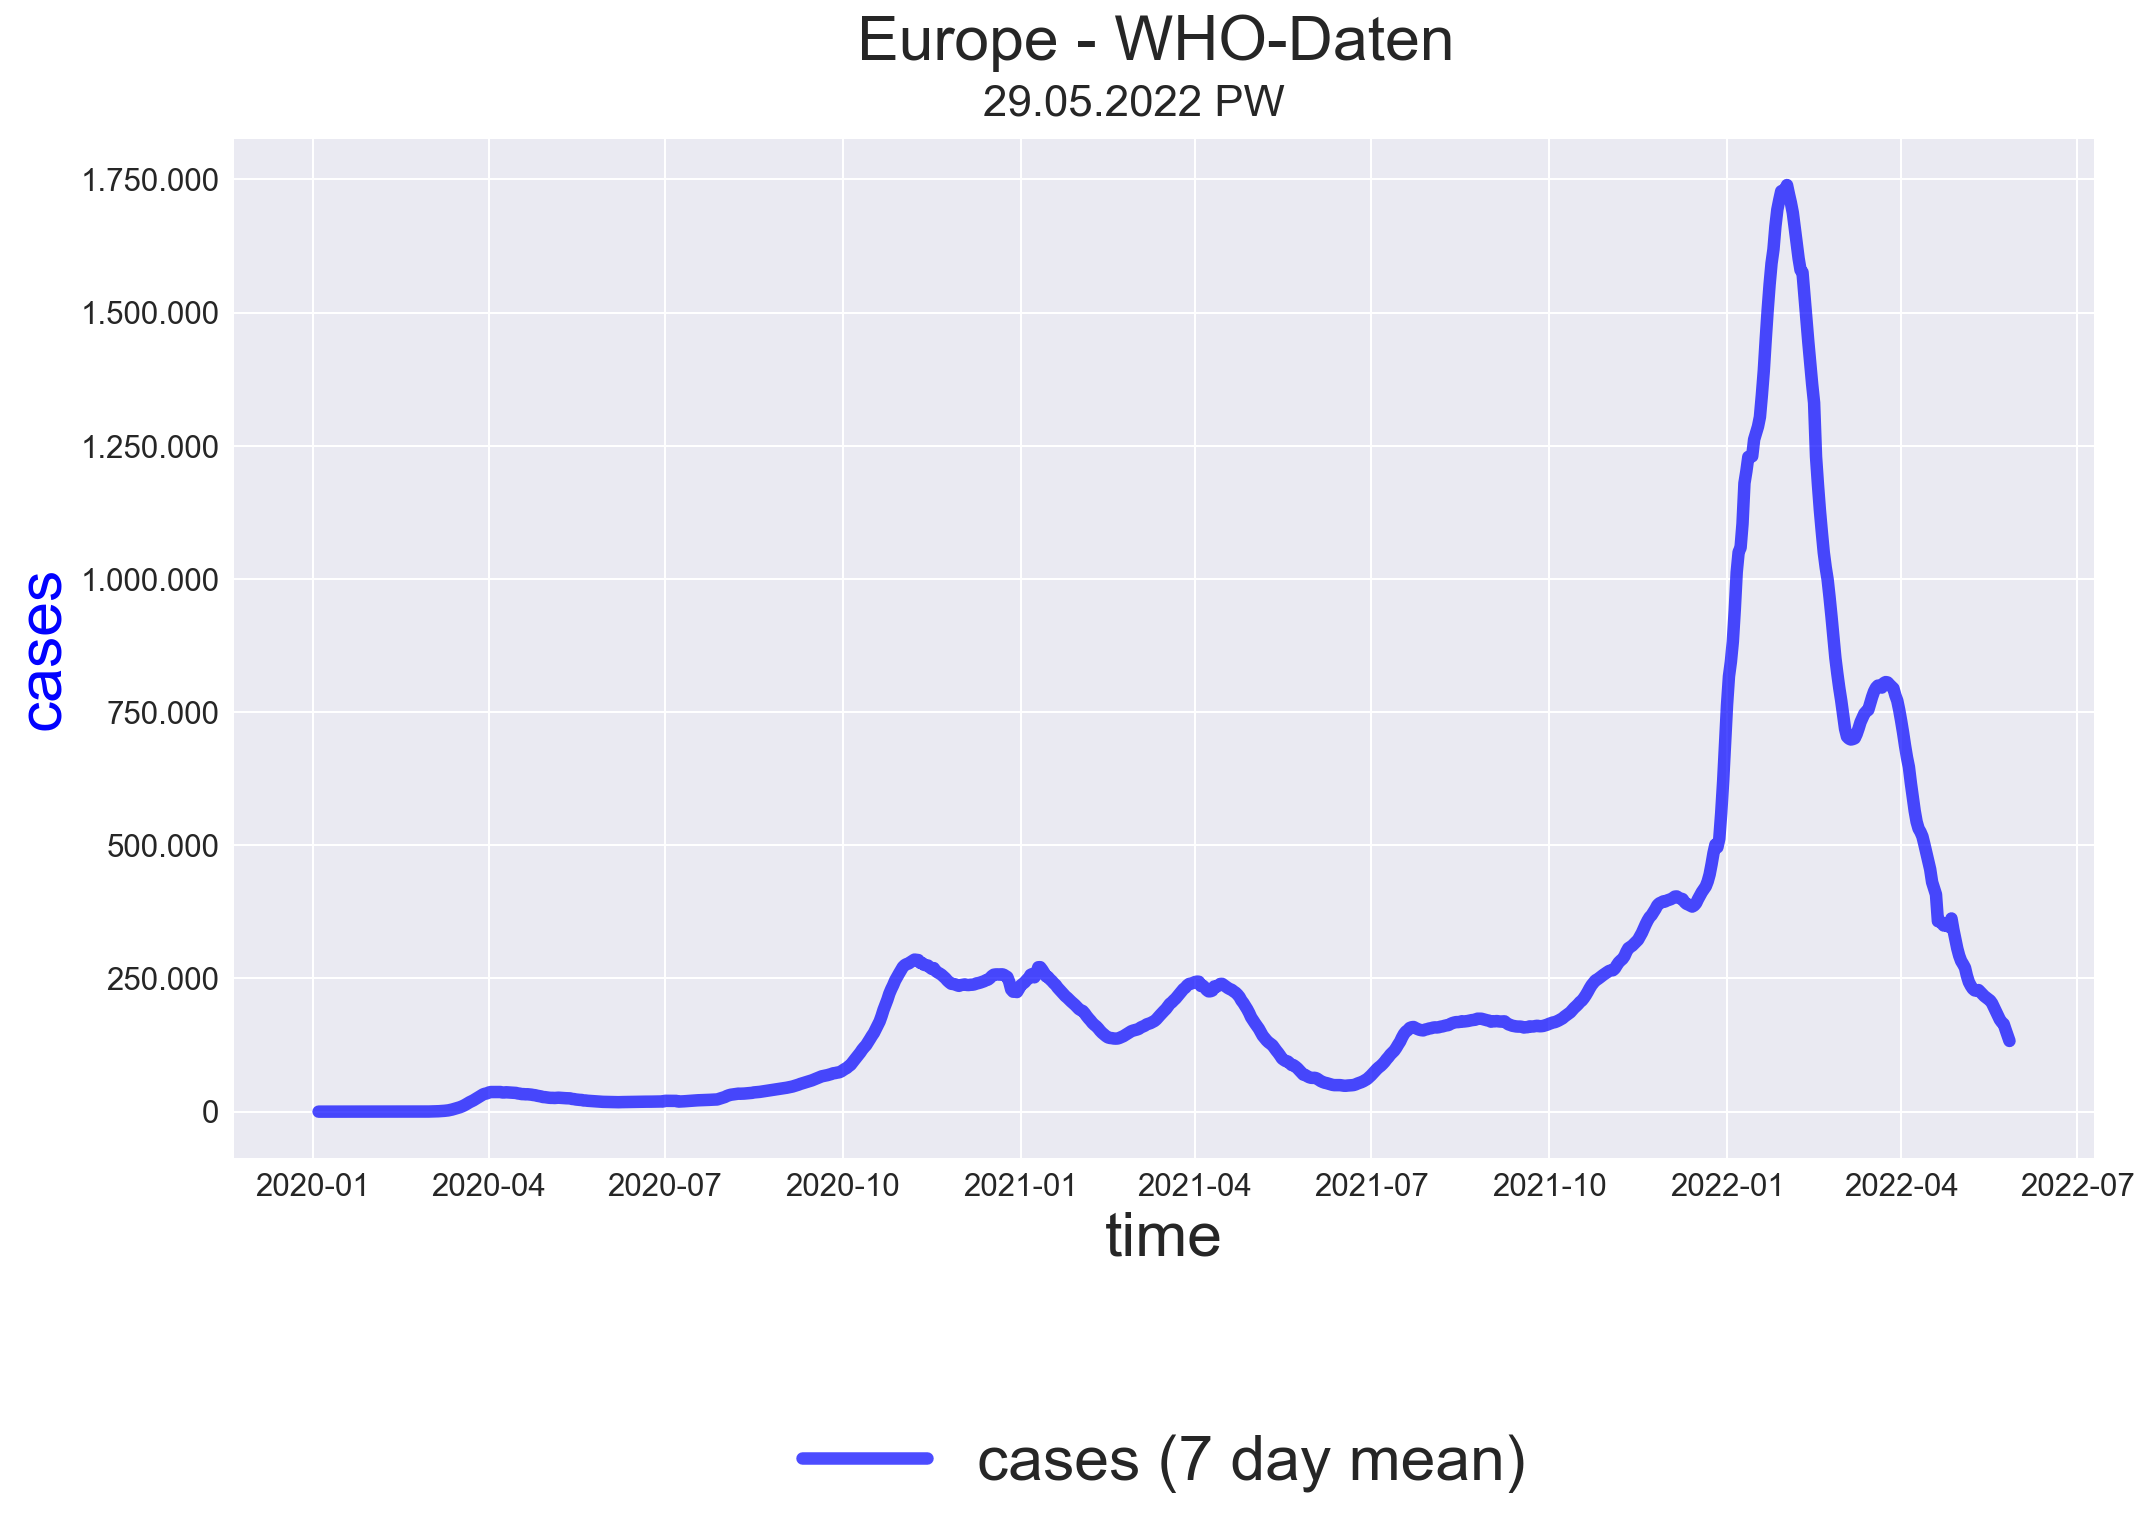 Europe - WHO-Daten
29.05.2022 PW
cases
1.750.000
1.500.000
1.250.000
1.000.000
750.000
500.000
250.000
0
2020-01 2020-04 2020-07 2020-10 2021-01 2021-04 2021-07 2021-10 2022-01 2022-04 2022-07
time
cases (7 day mean)